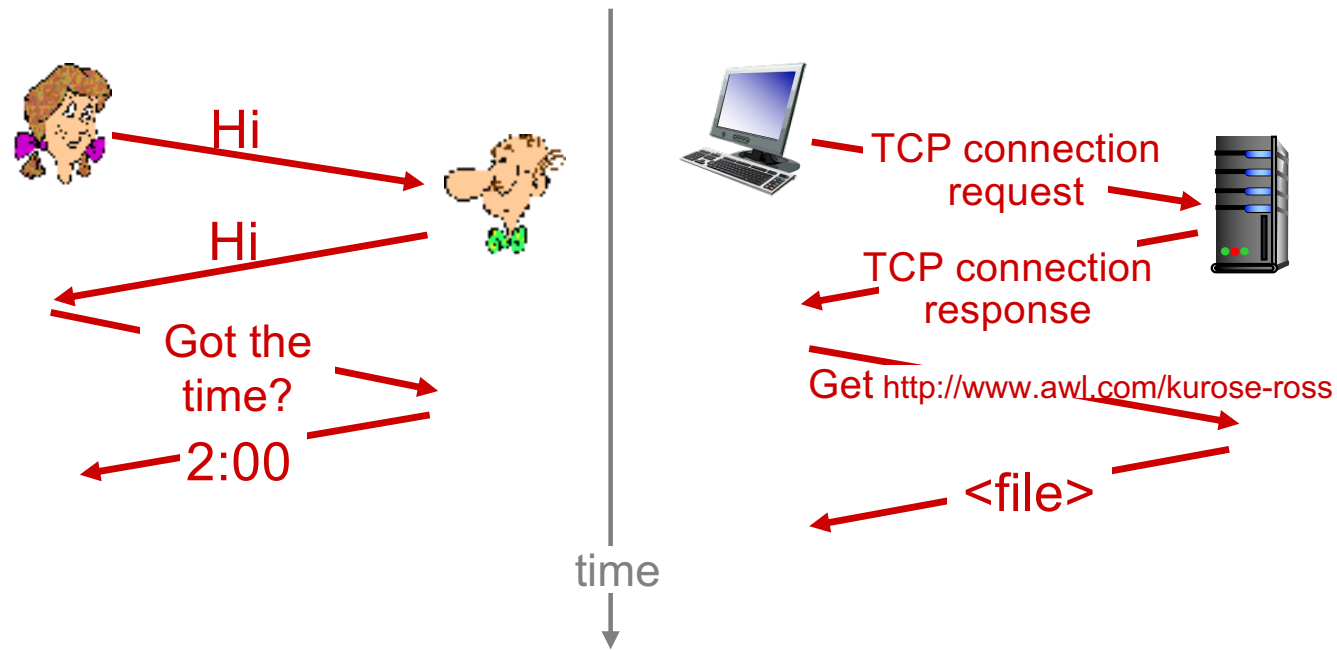 Hi
Hi
Got the
time?
2:00
TCP connection
request
TCP connection
response
Get http://www.awl.com/kurose-ross
<file>
time